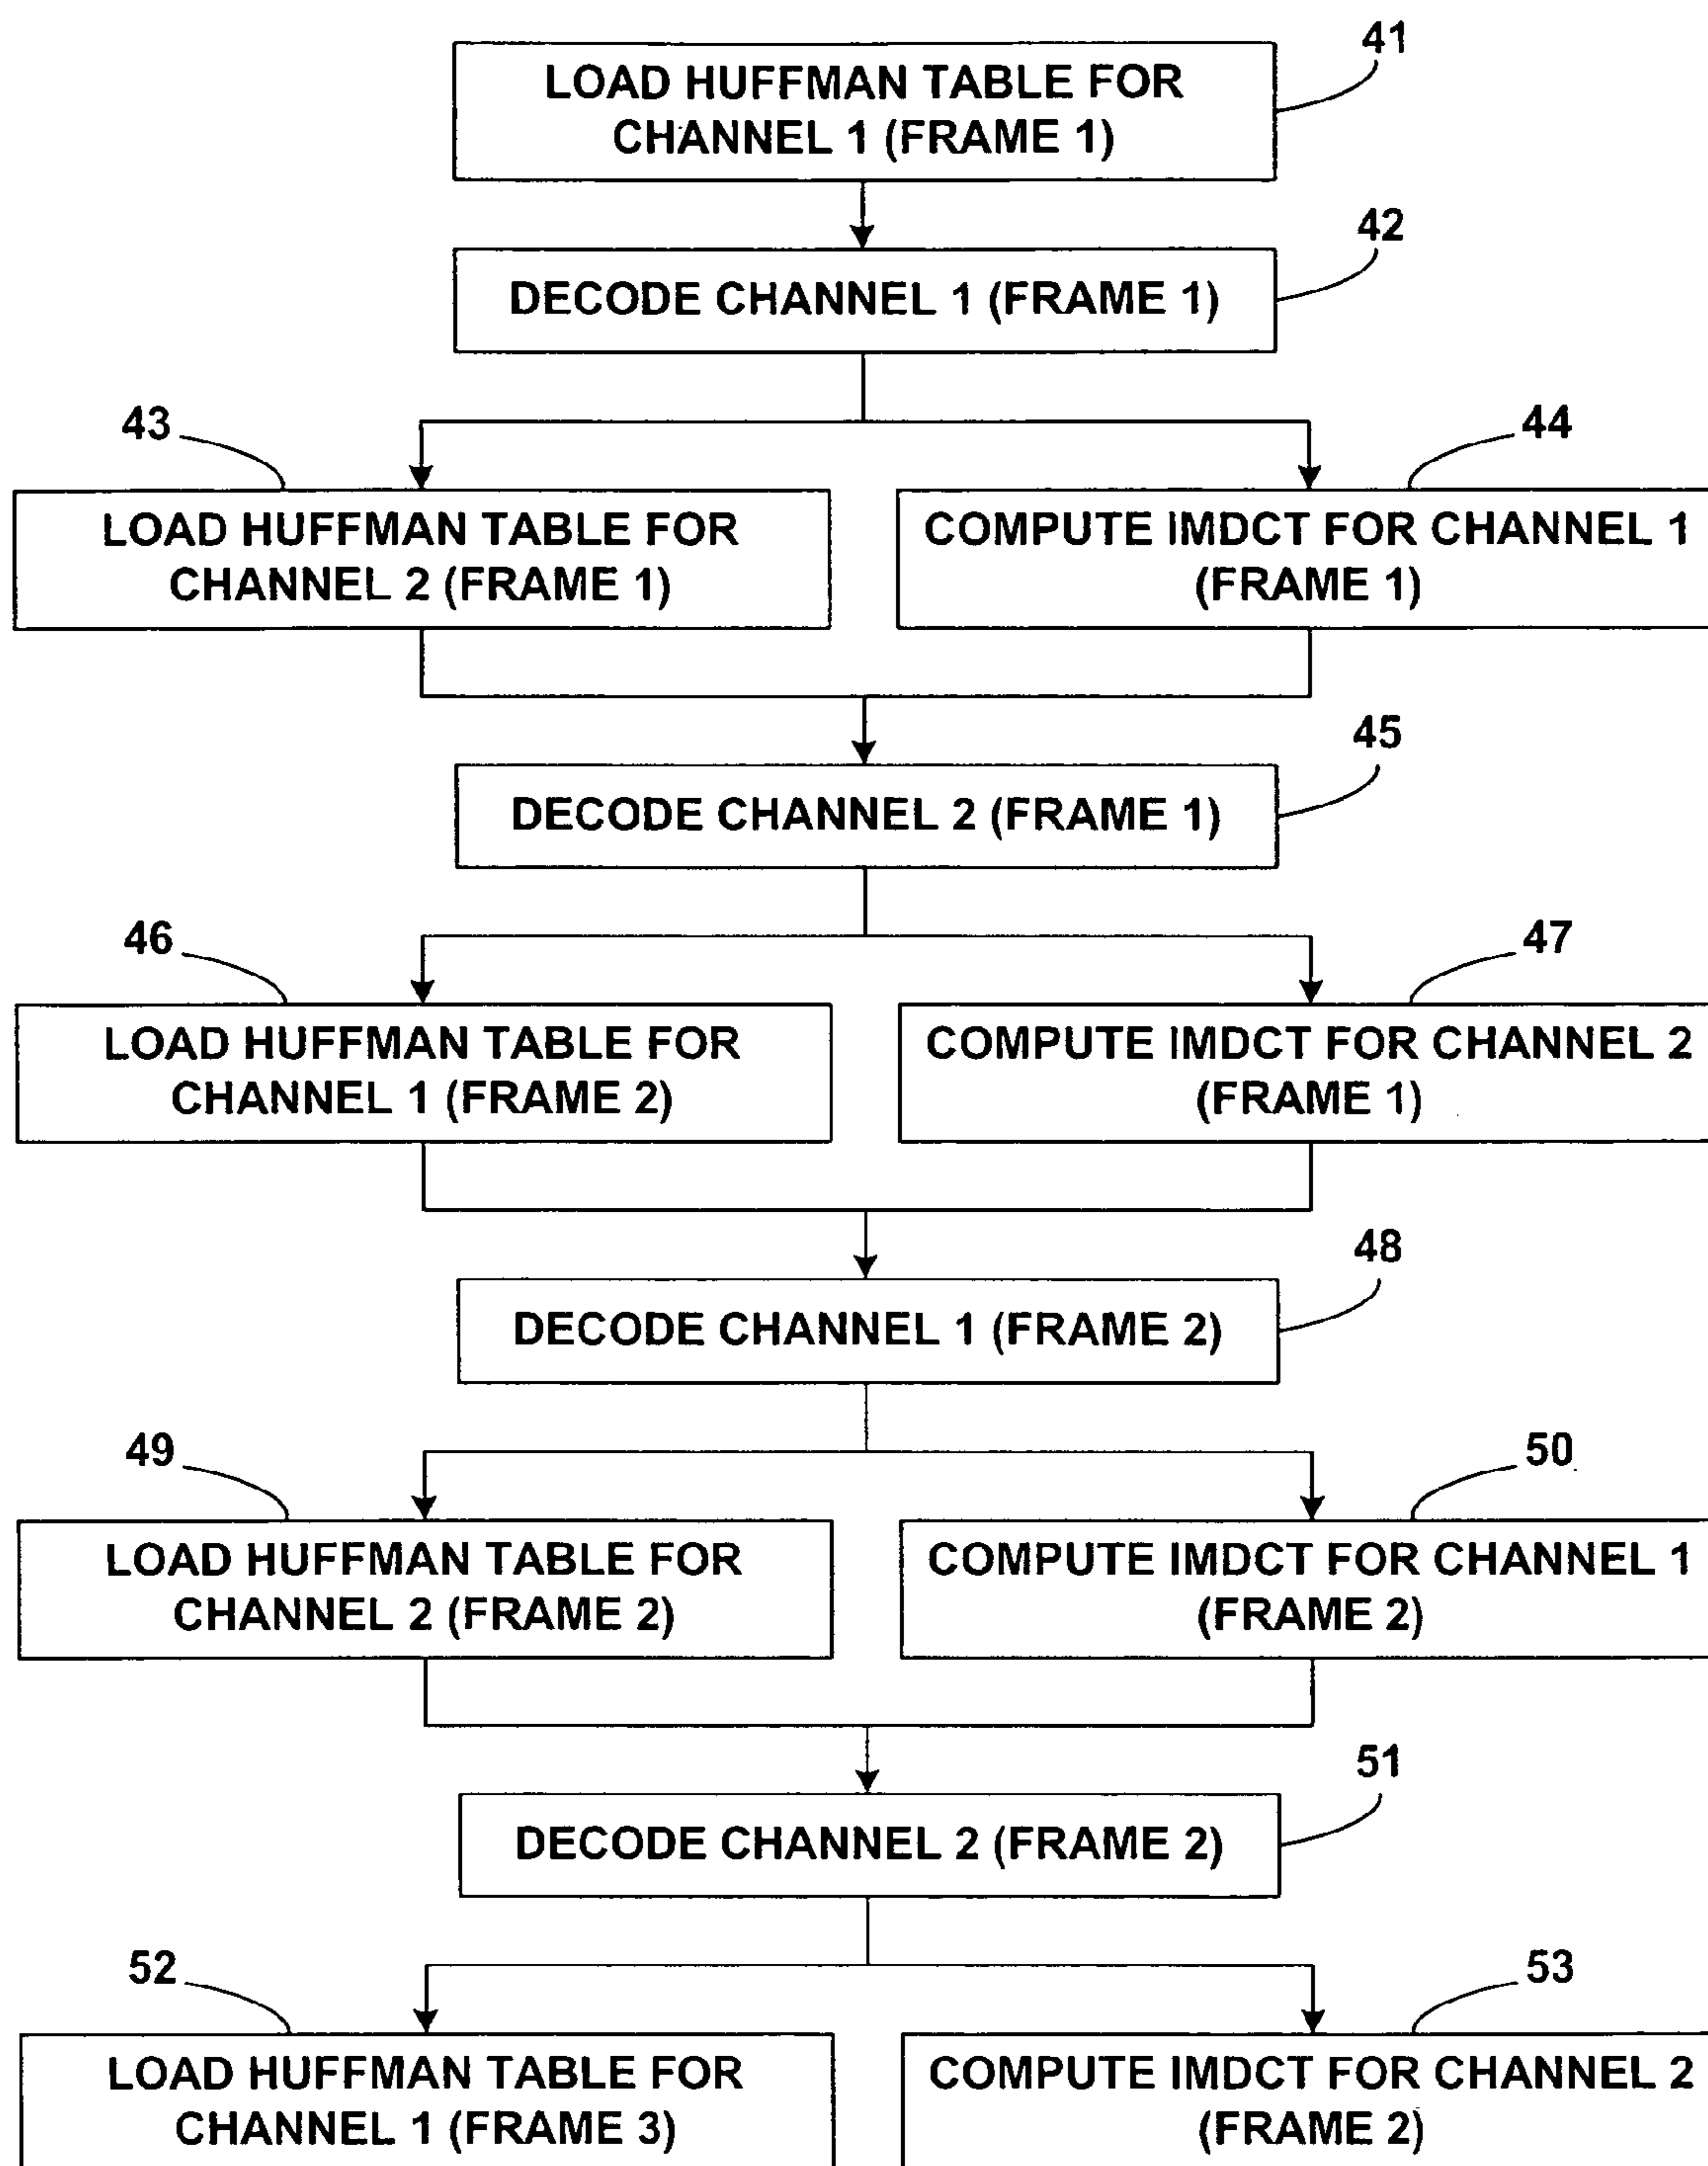 41
LOAD HUFFMAN TABLE FOR
CHANNEL 1 (FRAME 1)
42
DECODE CHANNEL 1 (FRAME 1)
43
44
LOAD HUFFMAN TABLE FOR
CHANNEL 2 (FRAME 1)
COMPUTE IMDCT FOR CHANNEL 1
(FRAME 1)
45
DECODE CHANNEL 2 (FRAME 1)
46
47
LOAD HUFFMAN TABLE FOR
CHANNEL 1 (FRAME 2)
COMPUTE IMDCT FOR CHANNEL 2
(FRAME 1)
48
DECODE CHANNEL 1 (FRAME 2)
49
50
LOAD HUFFMAN TABLE FOR
CHANNEL 2 (FRAME 2)
COMPUTE IMDCT FOR CHANNEL 1
(FRAME 2)
51
DECODE CHANNEL 2 (FRAME 2)
52
53
LOAD HUFFMAN TABLE FOR
CHANNEL 1 (FRAME 3)
COMPUTE IMDCT FOR CHANNEL 2
(FRAME 2)